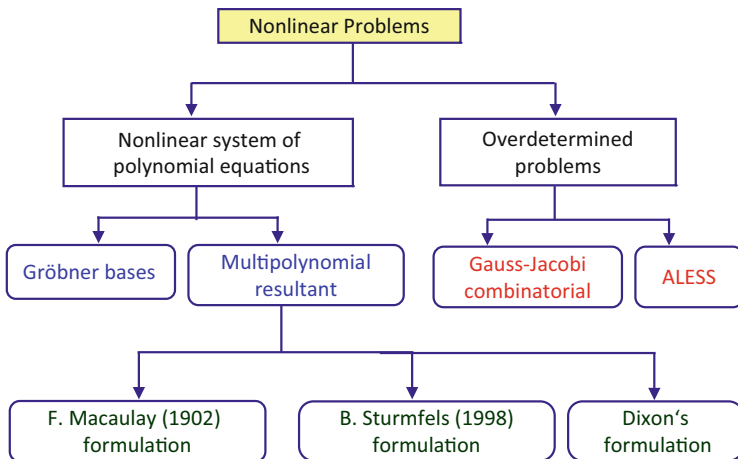 Nonlinear Problems
Nonlinear system of
polynomial equations
Overdetermined
problems
Gröbner bases
Multipolynomial
resultant
Gauss-Jacobi
combinatorial
ALESS
F. Macaulay (1902)
formulation
B. Sturmfels (1998)
formulation
Dixon‘s
formulation